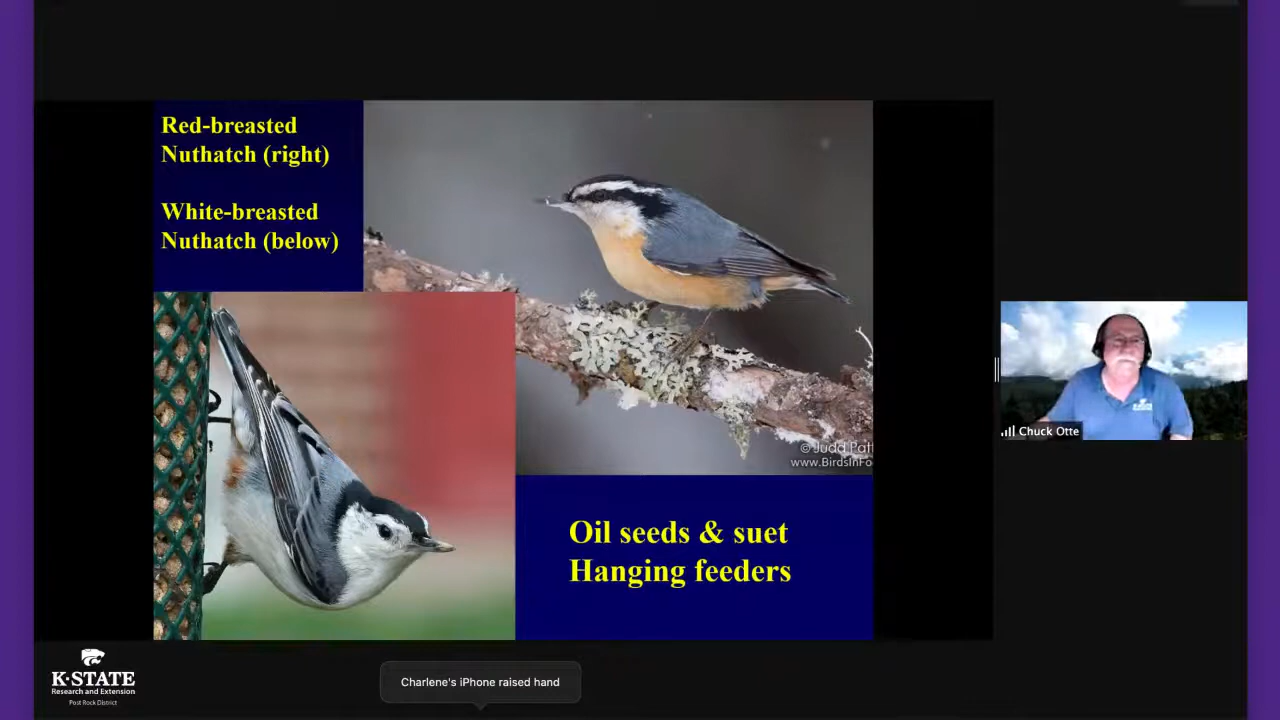 Red-breasted
Nuthatch (right)
White-breasted
Nuthatch (below)
© Judd Pat
www.BirdsInFo
Oil seeds & suet
Hanging feeders
Chuck Otte
K-STATE
Research and Extension
Post Rock District
Charlene's iPhone raised hand